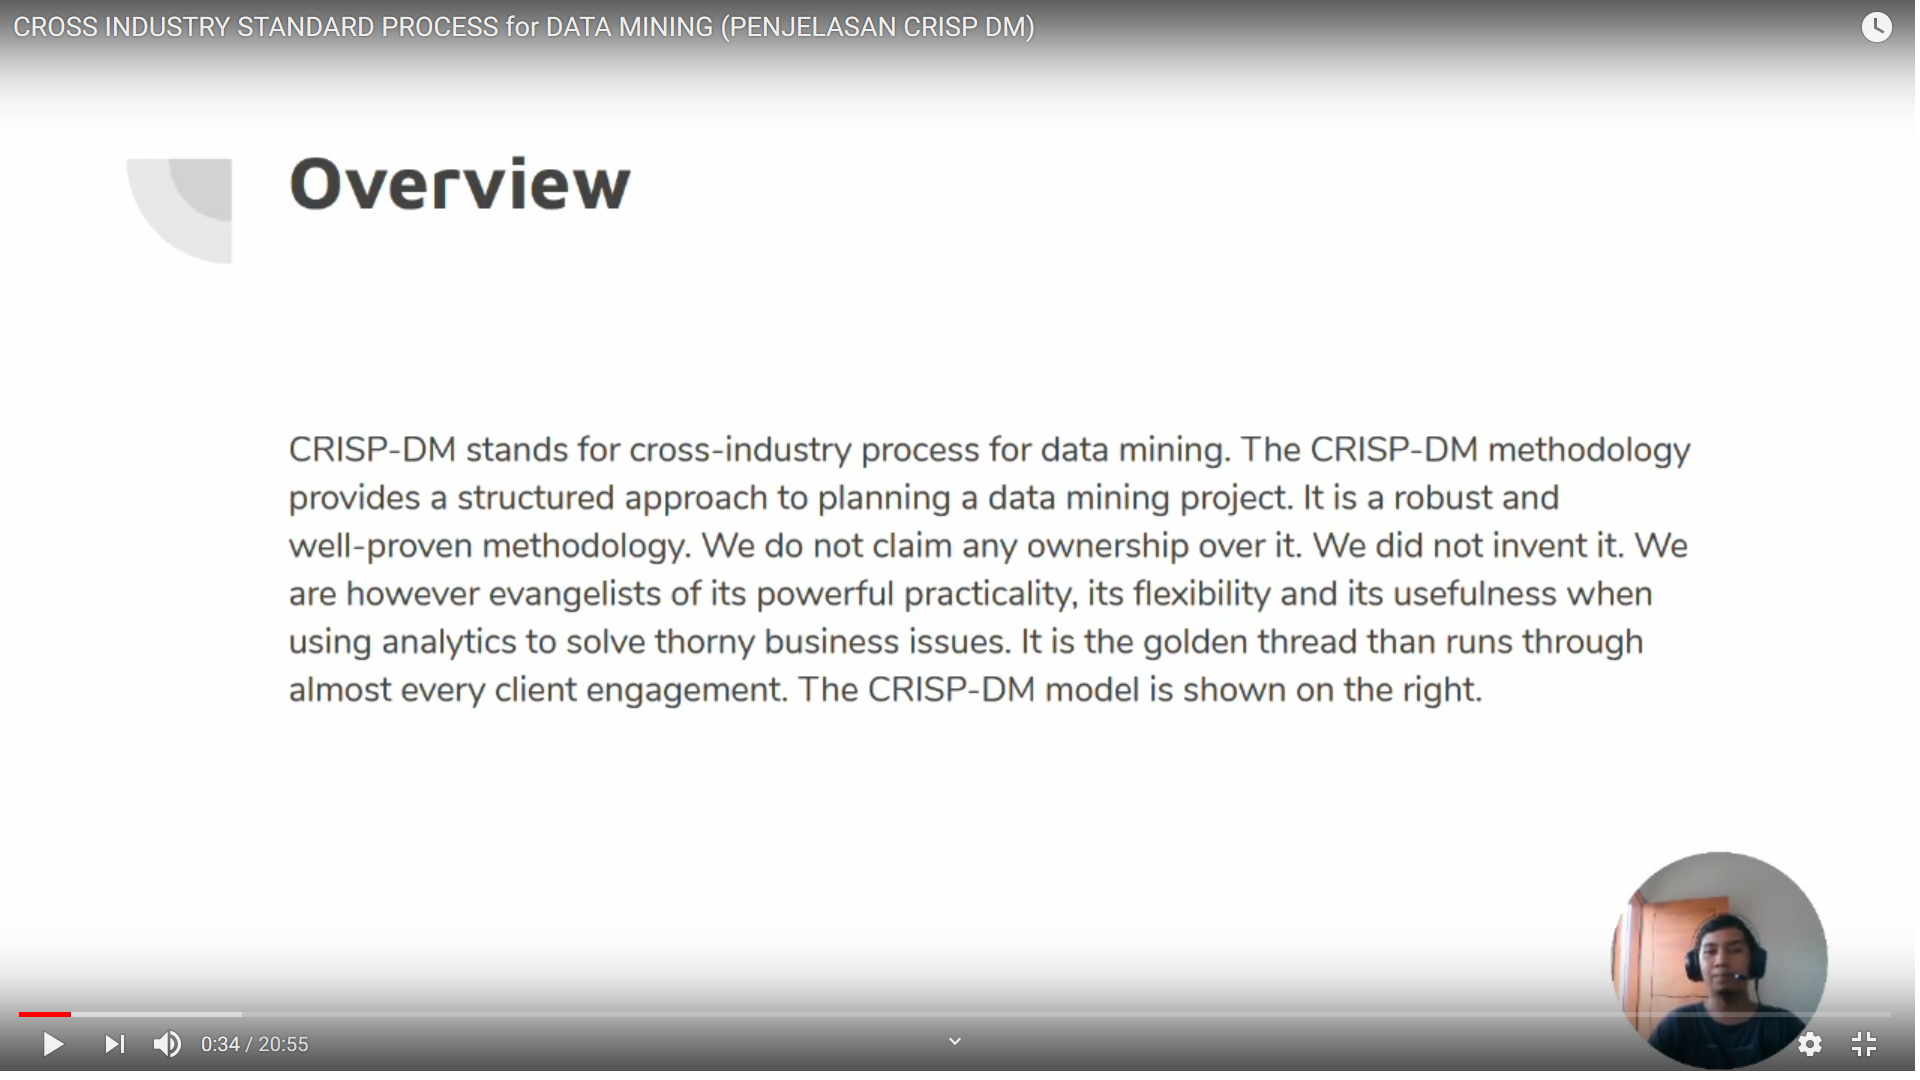 CROSS INDUSTRY STANDARD PROCESS for DATA MINING (PENJELASAN CRISP DM)
Overview
CRISP-DM stands for cross-industry process for data mining. The CRISP-DM methodology
provides a structured approach to planning a data mining project. It is a robust and
well-proven methodology. We do not claim any ownership over it. We did not invent it. We
are however evangelists of its powerful practicality, its flexibility and its usefulness when
using analytics to solve thorny business issues. It is the golden thread than runs through
almost every client engagement. The CRISP-DM model is shown on the right.
0:34 / 20:55